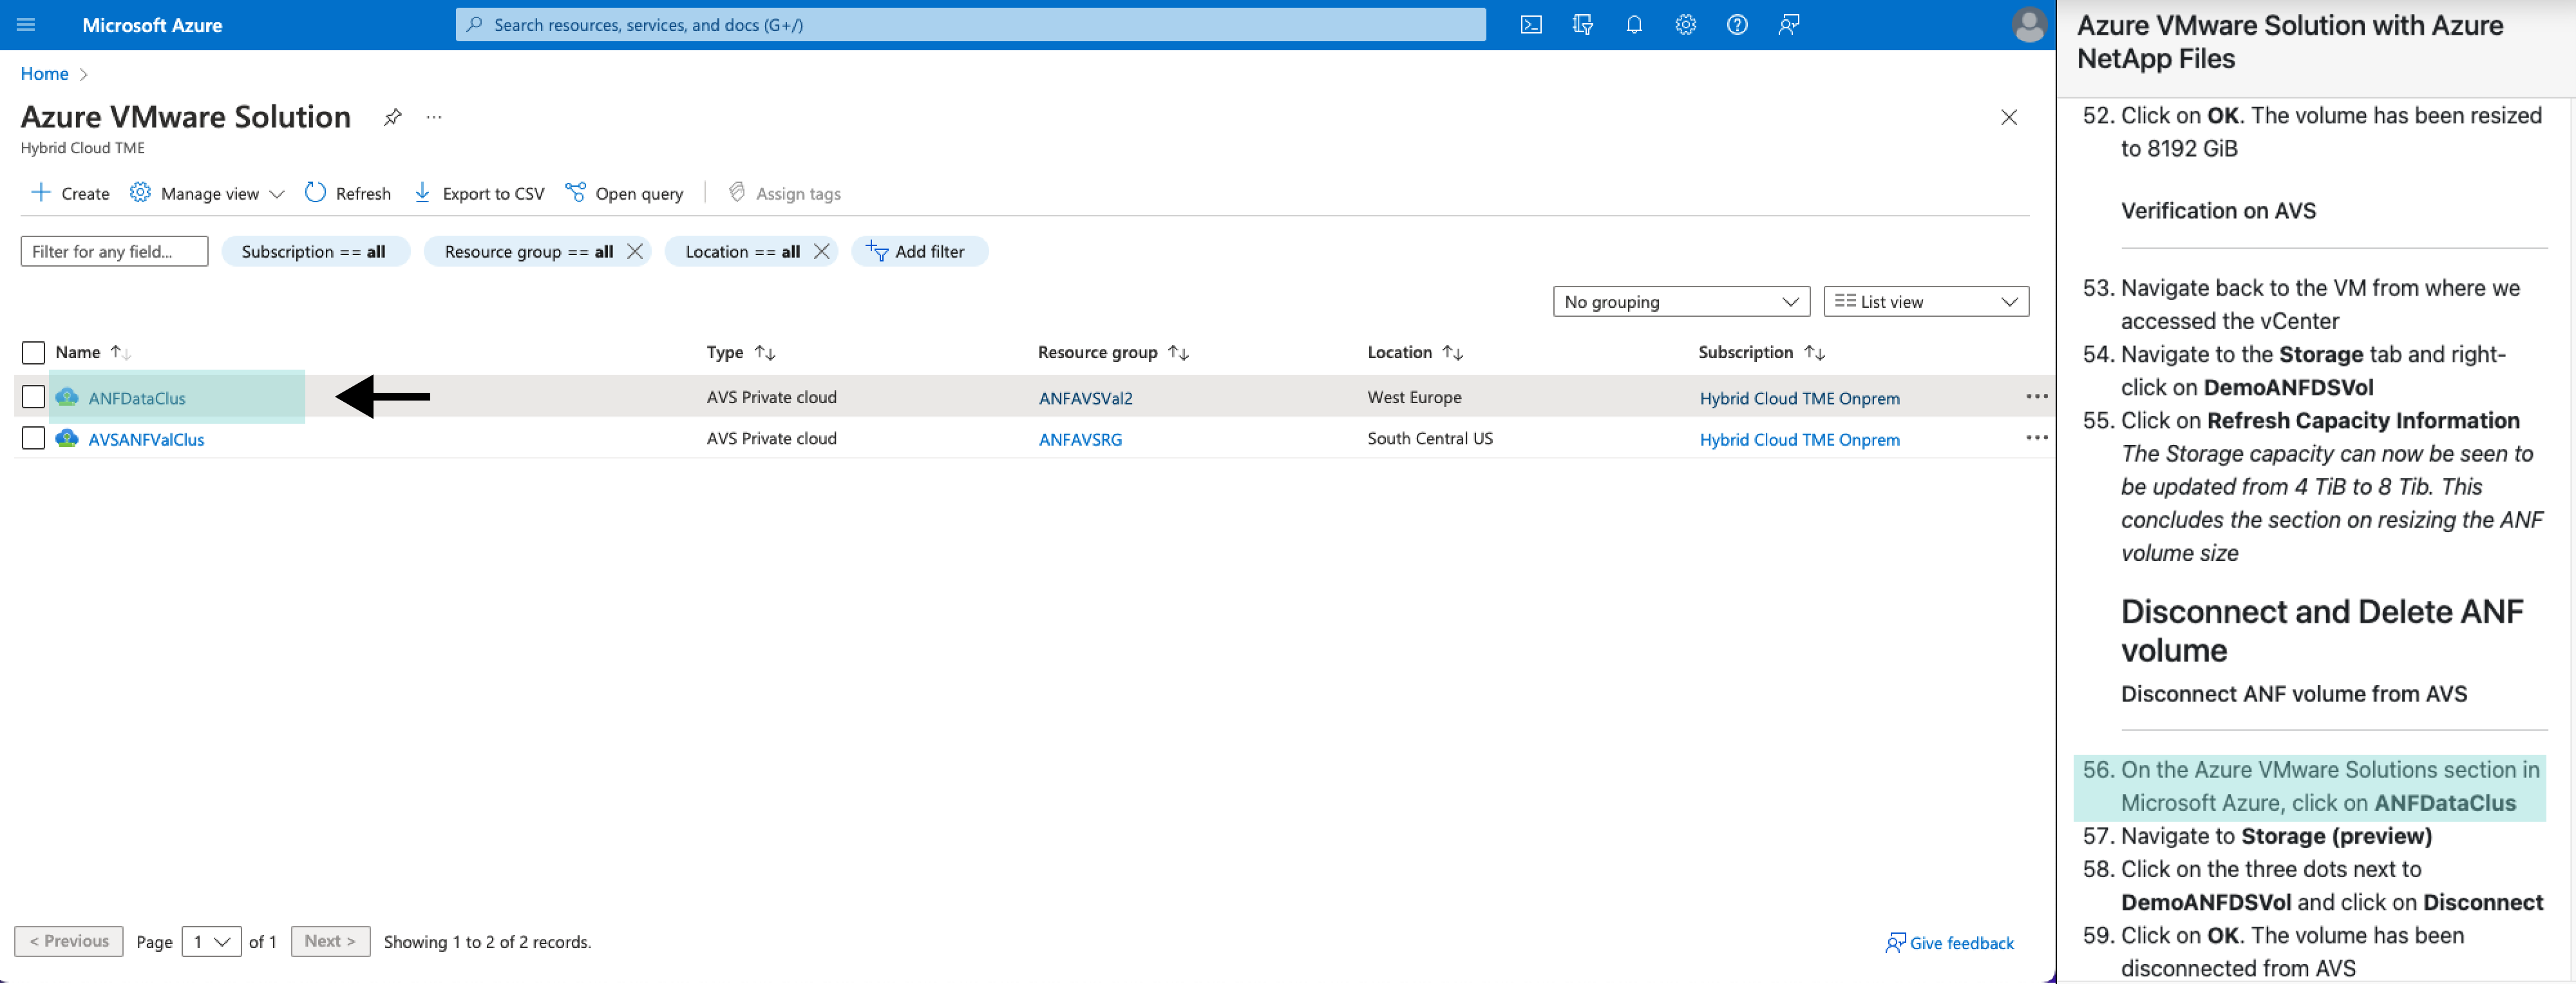 Microsoft Azure
Search resources, services, and docs (G+/)
Home
Azure VMware Solution
...
Hybrid Cloud TME
Create
Manage view
Refresh
Export to CSV
Open query
Assign tags
Filter for any field...
Subscription == all
Resource group == all
Location == all
Add filter
No grouping
List view
Name
Type
Resource group
Location
Subscription
ANFDataClus
AVS Private cloud
ANFAVSVal2
West Europe
Hybrid Cloud TME Onprem
AVSANFValClus
AVS Private cloud
ANFAVSRG
South Central US
Hybrid Cloud TME Onprem
< Previous
Page
1
of 1
Next >
Showing 1 to 2 of 2 records.
Give feedback
Azure VMware Solution with Azure
NetApp Files
52. Click on OK. The volume has been resized
to 8192 GiB
Verification on AVS
53. Navigate back to the VM from where we
accessed the vCenter
54. Navigate to the Storage tab and right-
click on DemoANFDSVol
55. Click on Refresh Capacity Information
The Storage capacity can now be seen to
be updated from 4 TiB to 8 Tib. This
concludes the section on resizing the ANF
volume size
Disconnect and Delete ANF
volume
Disconnect ANF volume from AVS
56. On the Azure VMware Solutions section in
Microsoft Azure, click on ANFDataClus
57. Navigate to Storage (preview)
58. Click on the three dots next to
DemoANFDSVol and click on Disconnect
59. Click on OK. The volume has been
disconnected from AVS